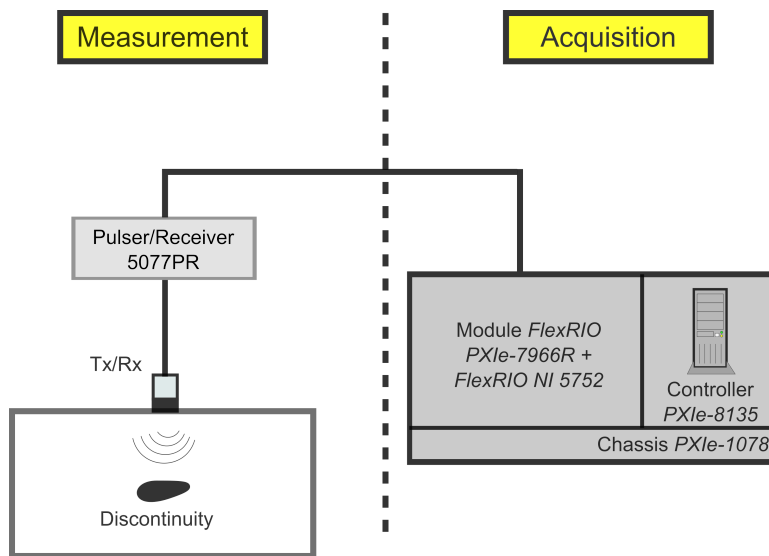 Measurement
Acquisition
Pulser/Receiver
5077PR
Tx/Rx
Discontinuity
Module FlexRIO
PXIe-7966R +
FlexRIO NI 5752
Controller
PXIe-8135
Chassis PXIe-1078